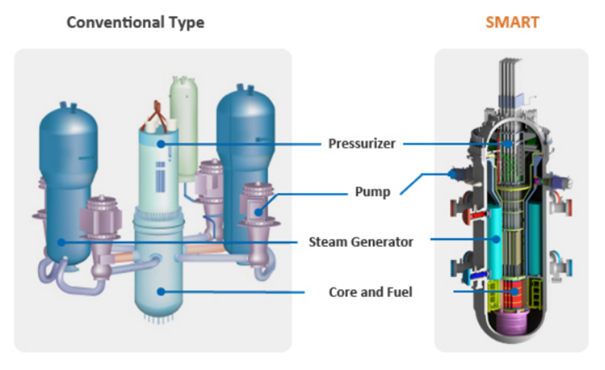 Conventional Type
SMART
Pressurizer
Pump
Steam Generator
Core and Fuel